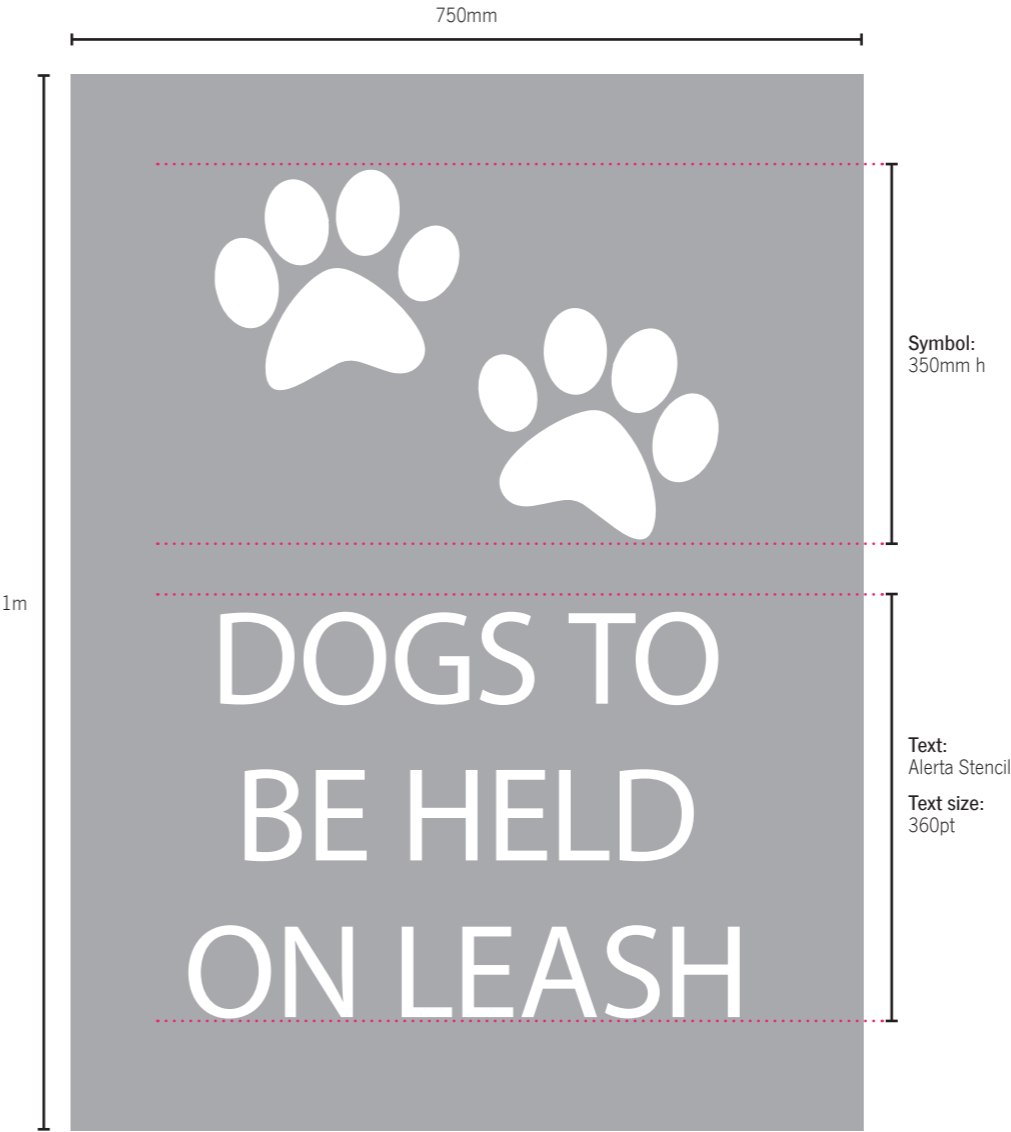 750mm
1m
Symbol:
350mm h
DOGS TO
BE HELD
ON LEASH
Text:
Alerta Stencil
Text size:
360pt